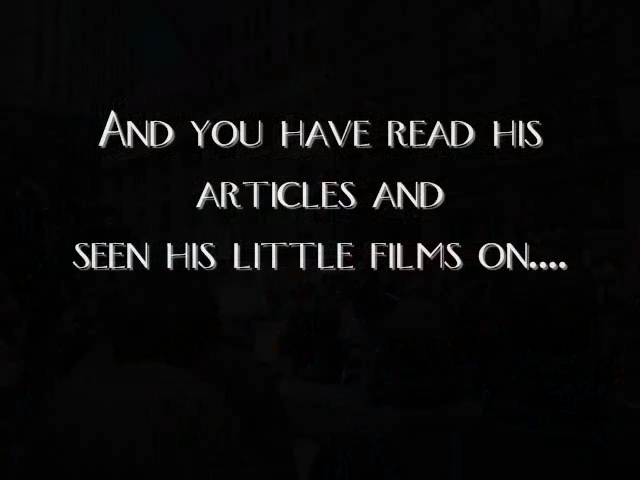 And you have read his
articles and
seen his little films on....